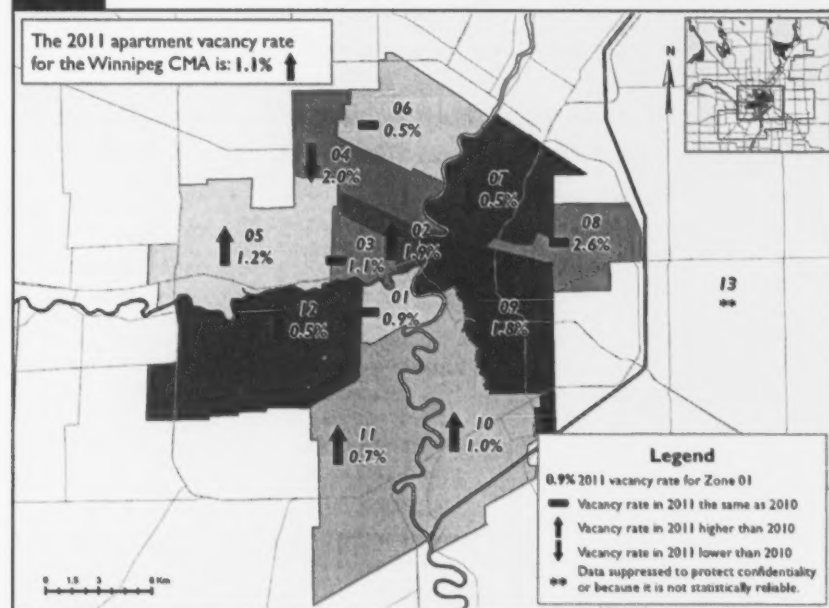 The 2011 apartment vacancy rate
for the Winnipeg CMA is: 1.1%
N
06
0.5%
04
2.0%
07
0.5%
05
1.2%
03
1.1%
02
1.9%
08
2.6%
13
**
12
0.5%
01
0.9%
09
1.8%
11
0.7%
10
1.0%
Legend
0.9% 2011 vacancy rate for Zone 01
Vacancy rate in 2011 the same as 2010
Vacancy rate in 2011 higher than 2010
Vacancy rate in 2011 lower than 2010
** Data suppressed to protect confidentiality
or because it is not statistically reliable.
0 1.5 3 6 Km